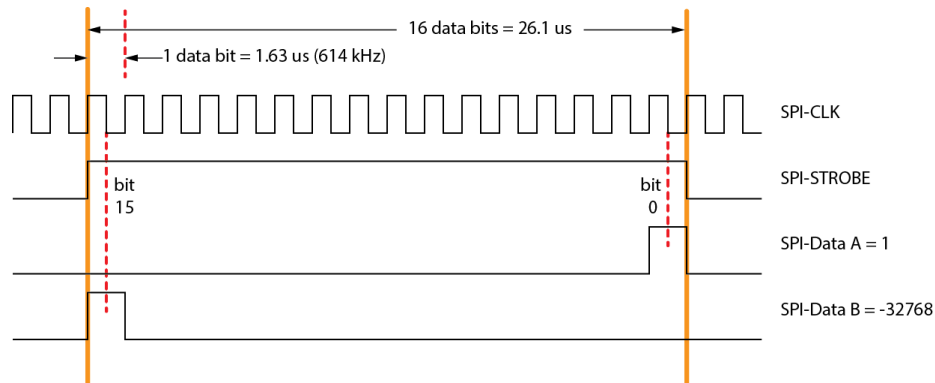 16 data bits = 26.1 us
1 data bit = 1.63 us (614 kHz)
SPI-CLK
SPI-STROBE
bit
15
bit
0
SPI-Data A = 1
SPI-Data B = -32768